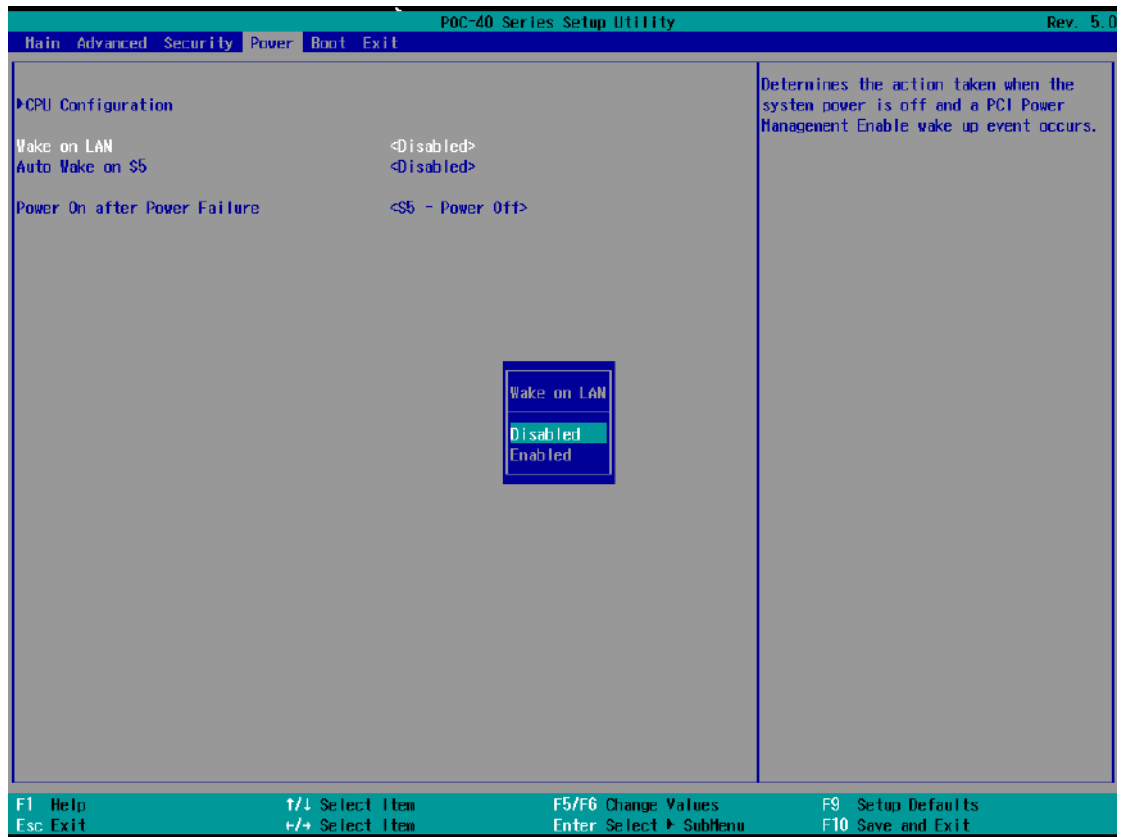 POC-40 Series Setup Utility Rev. 5.0
Main Advanced Security Power Boot Exit
▶CPU Configuration
Wake on LAN <Disabled>
Auto Wake on S5 <Disabled>
Power On after Power Failure <S5 - Power Off>
Determines the action taken when the
system power is off and a PCI Power
Management Enable wake up event occurs.
Wake on LAN
Disabled
Enabled
F1 Help ↑/↓ Select Item F5/F6 Change Values F9 Setup Defaults
Esc Exit ←/→ Select Item Enter Select ▶ SubMenu F10 Save and Exit